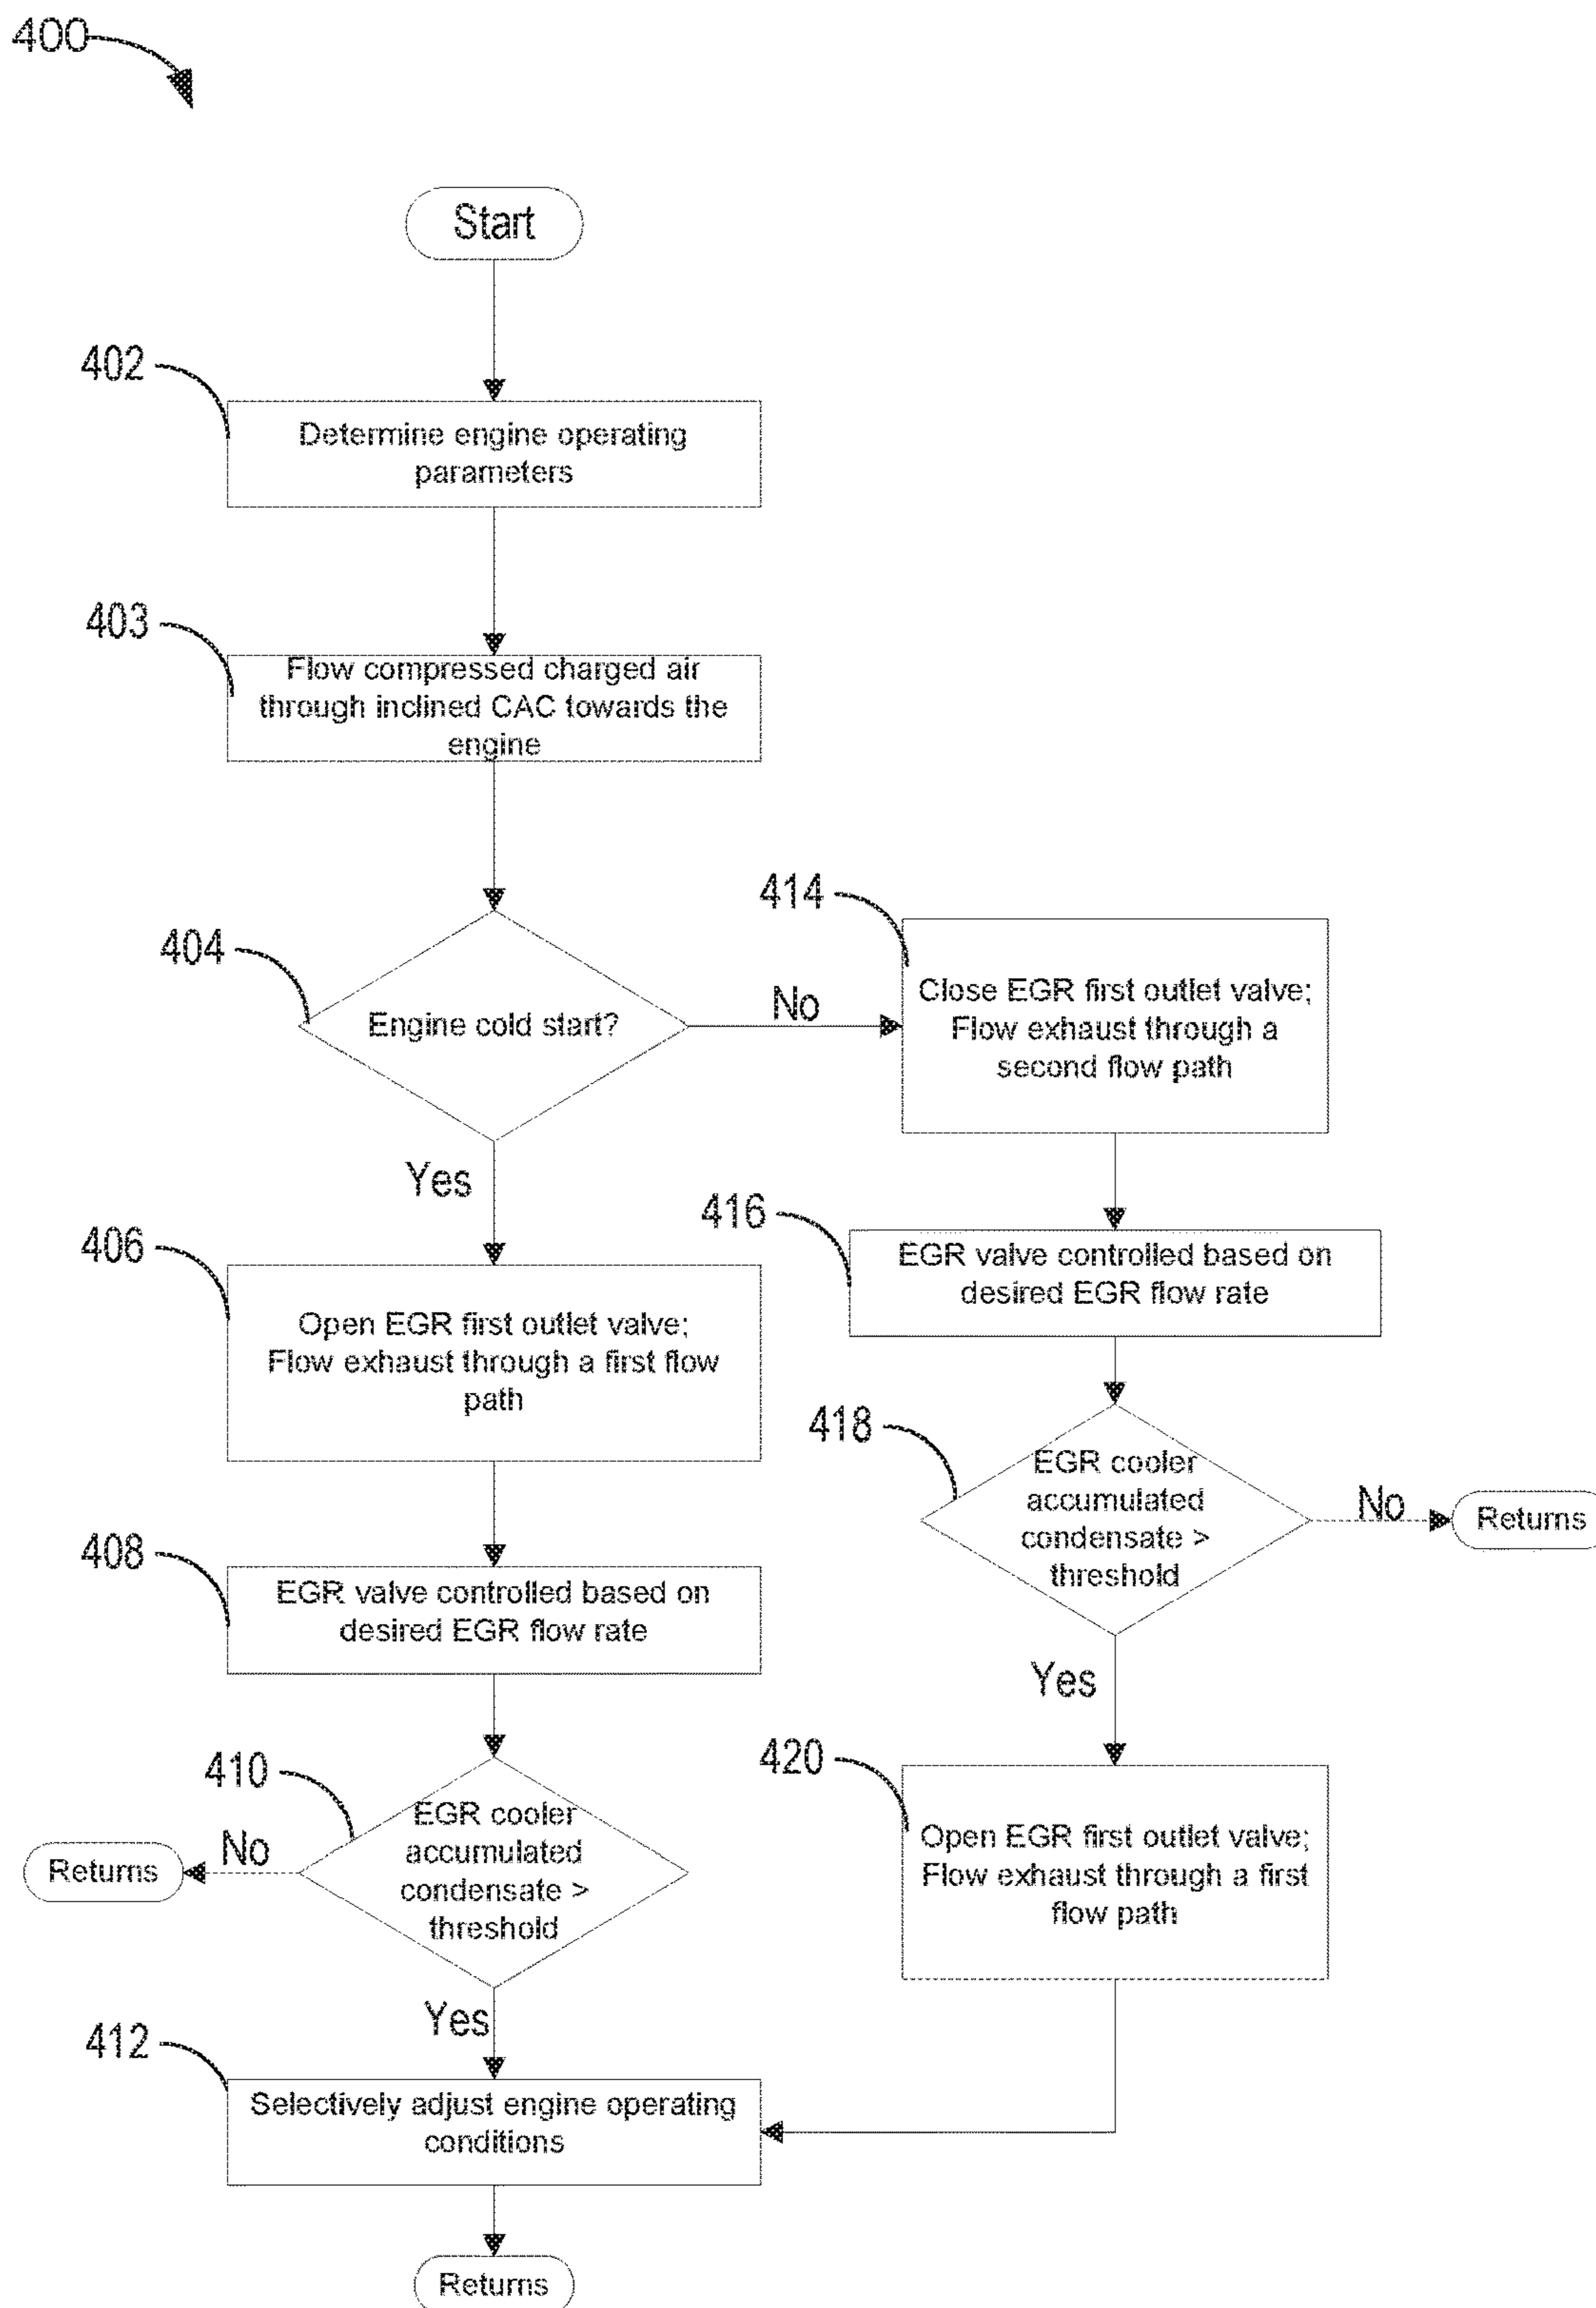 400
Start
402
Determine engine operating
parameters
403
Flow compressed charged air
through inclined CAC towards the
engine
404
Engine cold start?
No
414
Close EGR first outlet valve;
Flow exhaust through a
second flow path
Yes
406
Open EGR first outlet valve;
Flow exhaust through a first flow
path
416
EGR valve controlled based on
desired EGR flow rate
418
EGR cooler
accumulated
condensate >
threshold
No
Returns
408
EGR valve controlled based on
desired EGR flow rate
Yes
410
EGR cooler
accumulated
condensate >
threshold
No
Returns
420
Open EGR first outlet valve;
Flow exhaust through a first
flow path
Yes
412
Selectively adjust engine operating
conditions
Returns